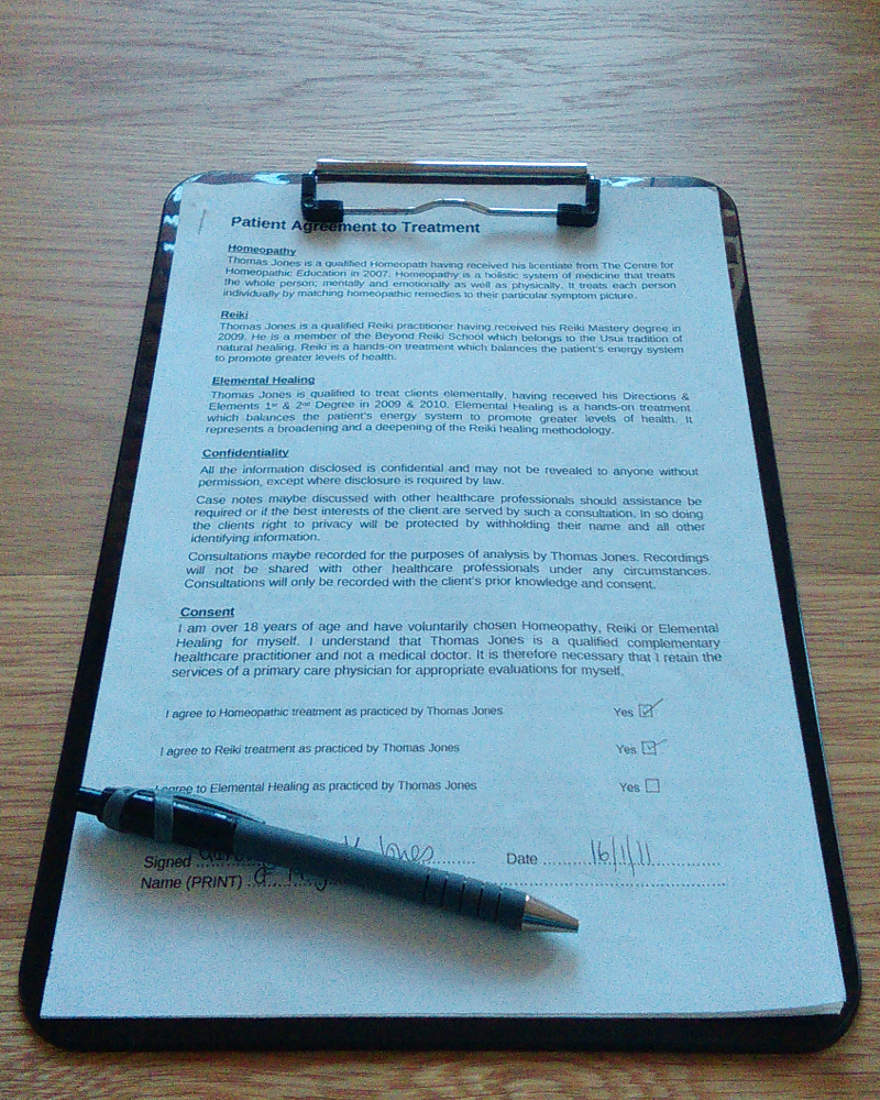 Patient Agreement to Treatment
Homeopathy
Thomas Jones is a qualified Homeopath having received his licentiate from The Centre for
Homeopathic Education in 2007. Homeopathy is a holistic system of medicine that treats
the whole person; mentally and emotionally as well as physically. It treats each person
individually by matching homeopathic remedies to their particular symptom picture.
Reiki
Thomas Jones is a qualified Reiki practitioner having received his Reiki Mastery degree in
2009. He is a member of the Beyond Reiki School which belongs to the Usui tradition of
natural healing. Reiki is a hands-on treatment which balances the patient's energy system
to promote greater levels of health.
Elemental Healing
Thomas Jones is qualified to treat clients elementally, having received his Directions &
Elements 1st & 2nd Degree in 2009 & 2010. Elemental Healing is a hands-on treatment
which balances the patient's energy system to promote greater levels of health. It
represents a broadening and a deepening of the Reiki healing methodology.
Confidentiality
All the information disclosed is confidential and may not be revealed to anyone without
permission, except where disclosure is required by law.
Case notes maybe discussed with other healthcare professionals should assistance be
required or if the best interests of the client are served by such a consultation. In so doing
the clients right to privacy will be protected by withholding their name and all other
identifying information.
Consultations maybe recorded for the purposes of analysis by Thomas Jones. Recordings
will not be shared with other healthcare professionals under any circumstances.
Consultations will only be recorded with the client's prior knowledge and consent.
Consent
I am over 18 years of age and have voluntarily chosen Homeopathy, Reiki or Elemental
Healing for myself. I understand that Thomas Jones is a qualified complementary
healthcare practitioner and not a medical doctor. It is therefore necessary that I retain the
services of a primary care physician for appropriate evaluations for myself.
I agree to Homeopathic treatment as practiced by Thomas Jones Yes
I agree to Reiki treatment as practiced by Thomas Jones Yes
I agree to Elemental Healing as practiced by Thomas Jones Yes
Signed Jones Date 16/1/11
Name (PRINT)